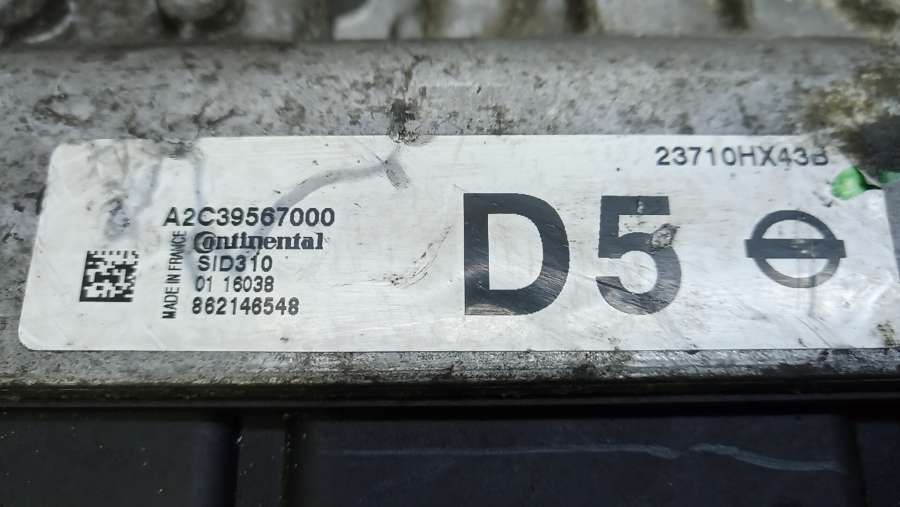 23710HX43B
A2C39567000
Continental
SID310
01 16038
862146548
MADE IN FRANCE
D5